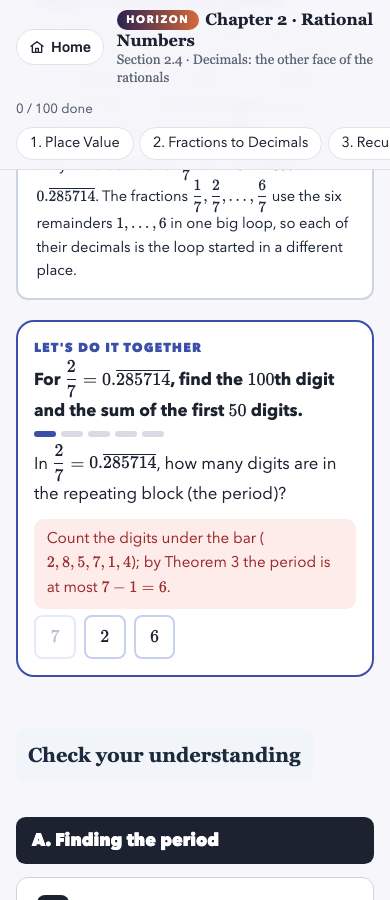 Home
HORIZON Chapter 2 · Rational
Numbers
Section 2.4 · Decimals: the other face of the
rationals
0 / 100 done
1. Place Value
2. Fractions to Decimals
3. Recu
7
0.285714. The fractions 1/7, 2/7, ..., 6/7 use the six
remainders 1, ..., 6 in one big loop, so each of
their decimals is the loop started in a different
place.
LET'S DO IT TOGETHER
For 2/7 = 0.285714, find the 100th digit
and the sum of the first 50 digits.
In 2/7 = 0.285714, how many digits are in
the repeating block (the period)?
Count the digits under the bar (
2, 8, 5, 7, 1, 4); by Theorem 3 the period is
at most 7 − 1 = 6.
7
2
6
Check your understanding
A. Finding the period